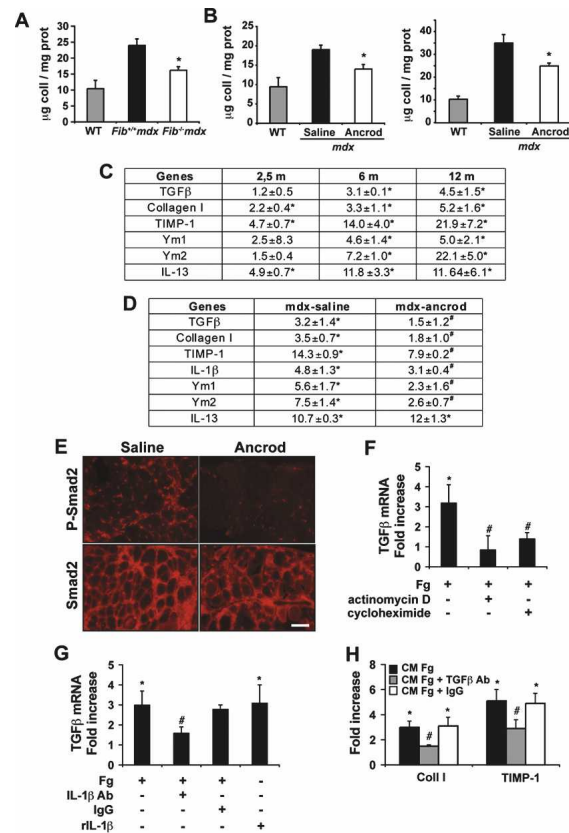 A
µg coll / mg prot
30
25
20
15
10
5
0
*
WT Fib+/+mdx Fib-/-mdx
B
µg coll / mg prot
25
20
15
10
5
0
*
WT Saline Ancrod
mdx
µg coll / mg prot
*
WT Saline Ancrod
mdx
C
Genes 2,5 m 6 m 12 m
TGFβ 1.2±0.5 3.1±0.1* 4.5±1.5*
Collagen I 2.2±0.4* 3.3±1.1* 5.2±1.6*
TIMP-1 4.7±0.7* 14.0±4.0* 21.9±7.2*
Ym1 2.5±8.3 4.6±1.4* 5.0±2.1*
Ym2 1.5±0.4 7.2±1.0* 22.1±5.0*
IL-13 4.9±0.7* 11.8 ±3.3* 11.64±6.1*
D
Genes mdx-saline mdx-ancrod
TGFβ 3.2±1.4* 1.5±1.2#
Collagen I 3.5±0.7* 1.8±1.0#
TIMP-1 14.3±0.9* 7.9±0.2#
IL-1β 4.8±1.3* 3.1±0.4#
Ym1 5.6±1.7* 2.3±1.6#
Ym2 7.5±1.4* 2.6±0.7#
IL-13 10.7±0.3* 12±1.3*
E
Saline Ancrod
P-Smad2
Smad2
F
TGFβ mRNA
Fold increase
5
4
3
2
1
0
* # #
Fg + + +
actinomycin D - + -
cycloheximide - - +
G
TGFβ mRNA
Fold increase
5
4
3
2
1
0
* # *
Fg + + + -
IL-1β Ab - + - -
IgG - - + -
rIL-1β - - - +
H
CM Fg
CM Fg + TGFβ Ab
CM Fg + IgG
Fold increase
8
6
4
2
0
* # * * # *
Coll I TIMP-1